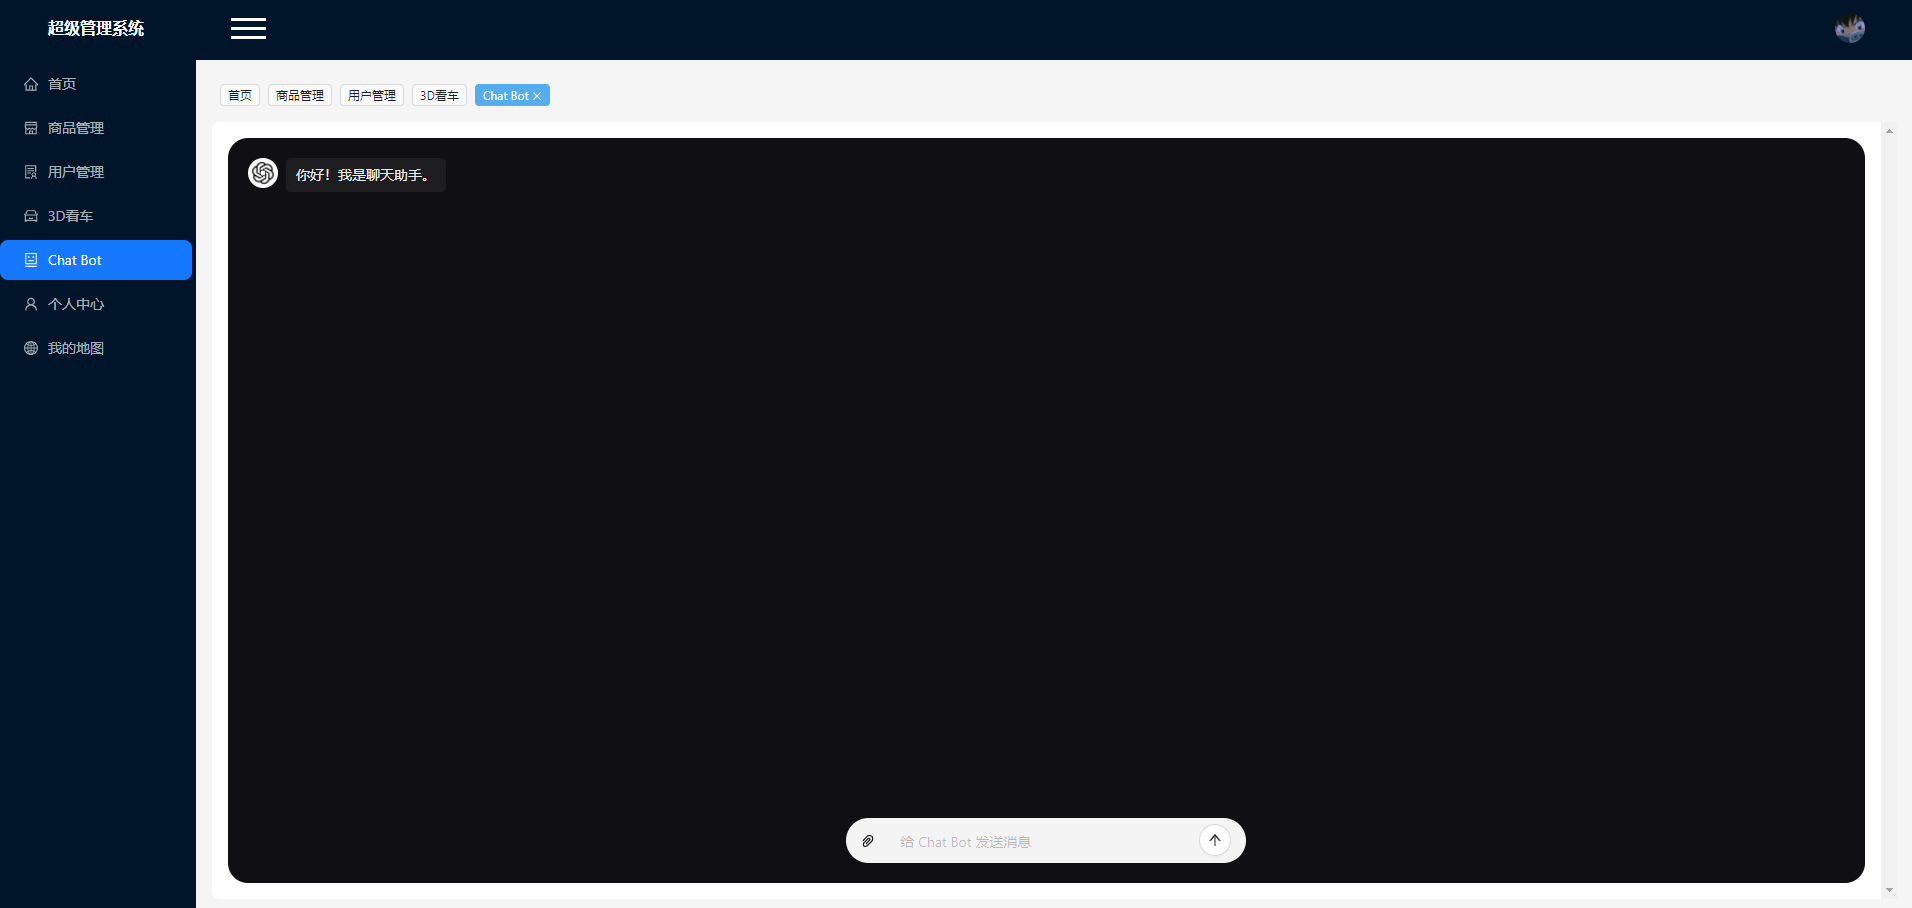 超级管理系统
首页
商品管理
用户管理
3D看车
Chat Bot
个人中心
我的地图
首页
商品管理
用户管理
3D看车
Chat Bot
你好！我是聊天助手。
给 Chat Bot 发送消息